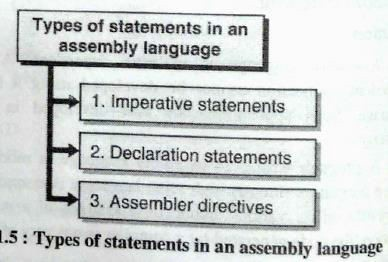 Types of statements in an
assembly language
1. Imperative statements
2. Declaration statements
3. Assembler directives
1.5 : Types of statements in an assembly language